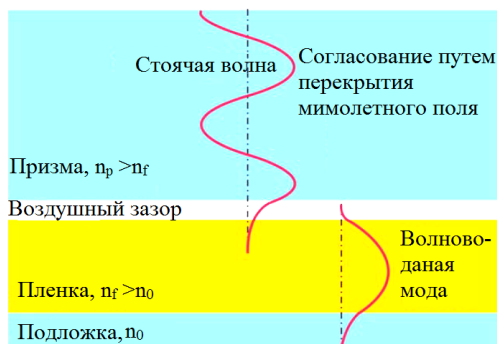 Стоячая волна
Согласование путем
перекрытия
мимолетного поля
Призма, np >nf
Воздушный зазор
Волново-
даная
мода
Пленка, nf >n0
Подложка, n0